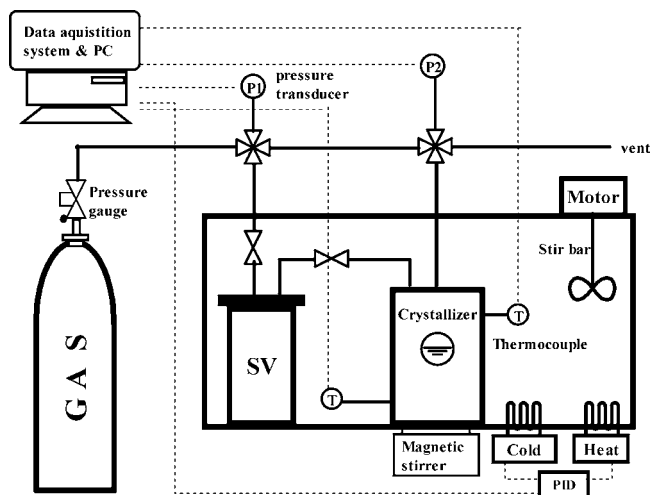 Data aquistition
system & PC
P1
pressure
transducer
P2
vent
Pressure
gauge
Motor
Stir bar
GAS
SV
Crystallizer
T
Thermocouple
T
Magnetic
stirrer
Cold
Heat
PID